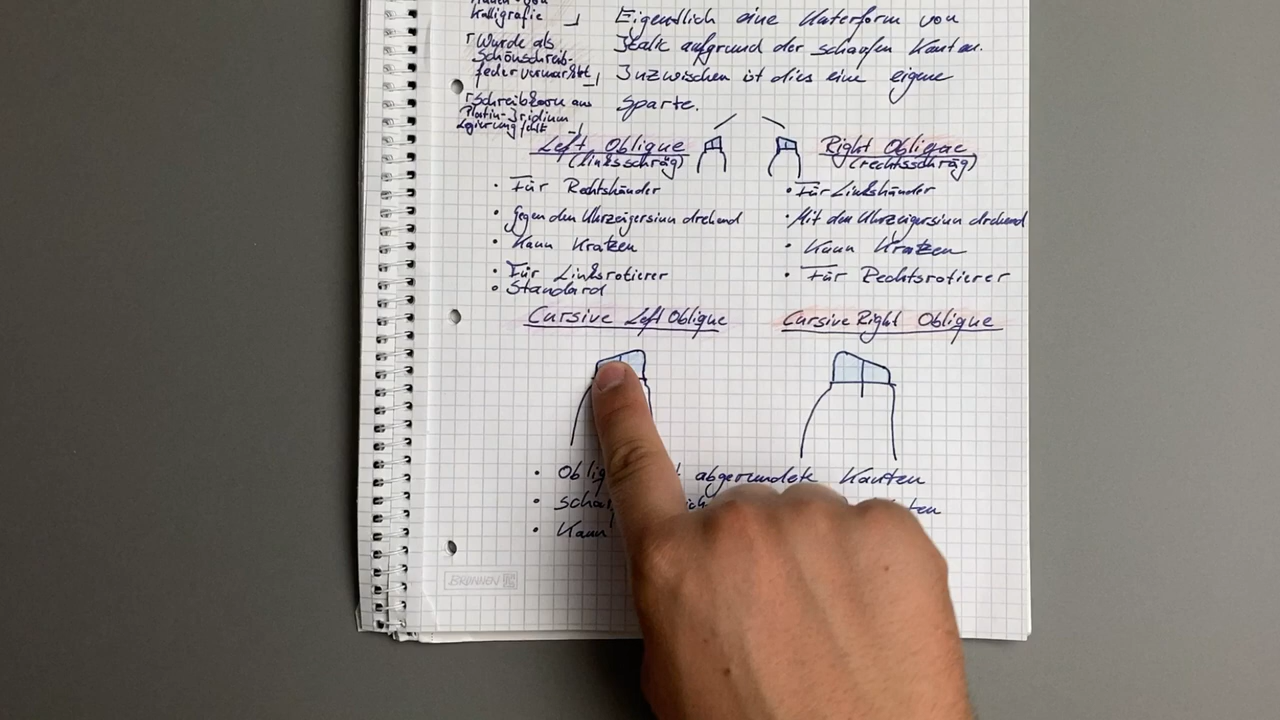 Kalligrafie
Wurde als
Schönschreib-
feder vermarktet
Schreibkorn aus
Platin-Iridium
Legierung fehlt
Eigentlich eine Unterform von
Italic aufgrund der scharfen Kanten.
Inzwischen ist dies eine eigene
Sparte.
Left Oblique
(linksschräg)
• Für Rechtshänder
• Gegen den Uhrzeigersinn drehend
• Kann Kratzen
• Für Linksrotierer
• Standard
Right Oblique
(rechtsschräg)
• Für Linkshänder
• Mit dem Uhrzeigersinn drehend
• Kann Kratzen
• Für Rechtsrotierer
Cursive Left Oblique
Cursive Right Oblique
• abgerundete Kanten
•
• Kann
BRUNNEN